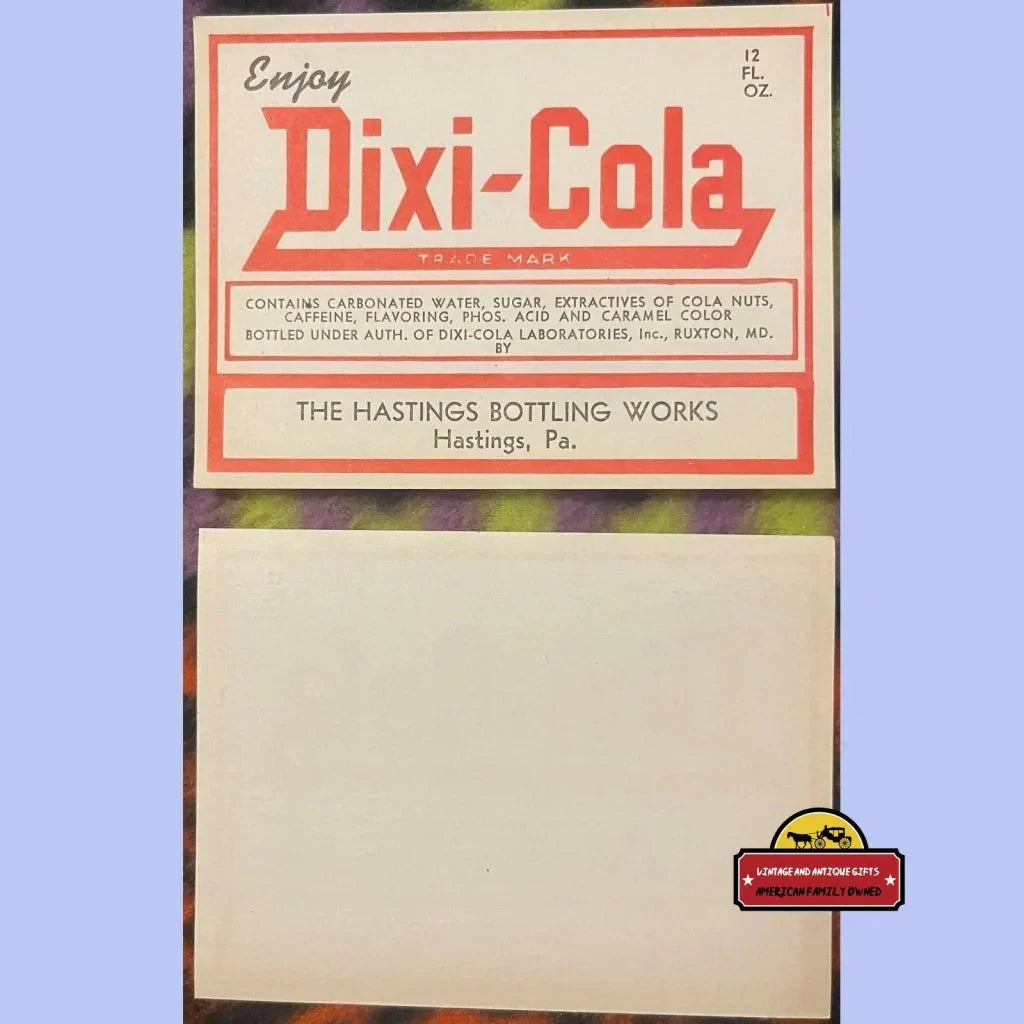 Enjoy
12
FL.
OZ.
Dixi-Cola
TRADE MARK
CONTAINS CARBONATED WATER, SUGAR, EXTRACTIVES OF COLA NUTS,
CAFFEINE, FLAVORING, PHOS. ACID AND CARAMEL COLOR
BOTTLED UNDER AUTH. OF DIXI-COLA LABORATORIES, Inc., RUXTON, MD.
BY
THE HASTINGS BOTTLING WORKS
Hastings, Pa.
VINTAGE AND ANTIQUE GIFTS
AMERICAN FAMILY OWNED